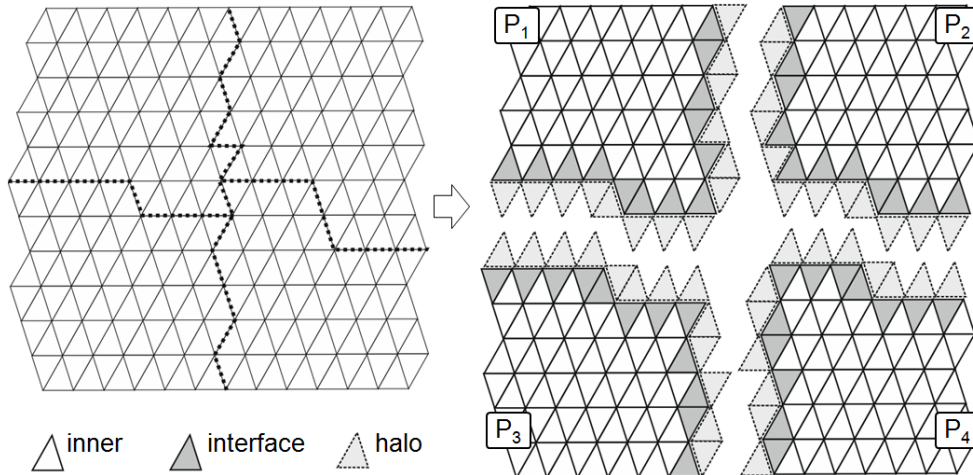 P₁
P₂
P₃
P₄
inner
interface
halo